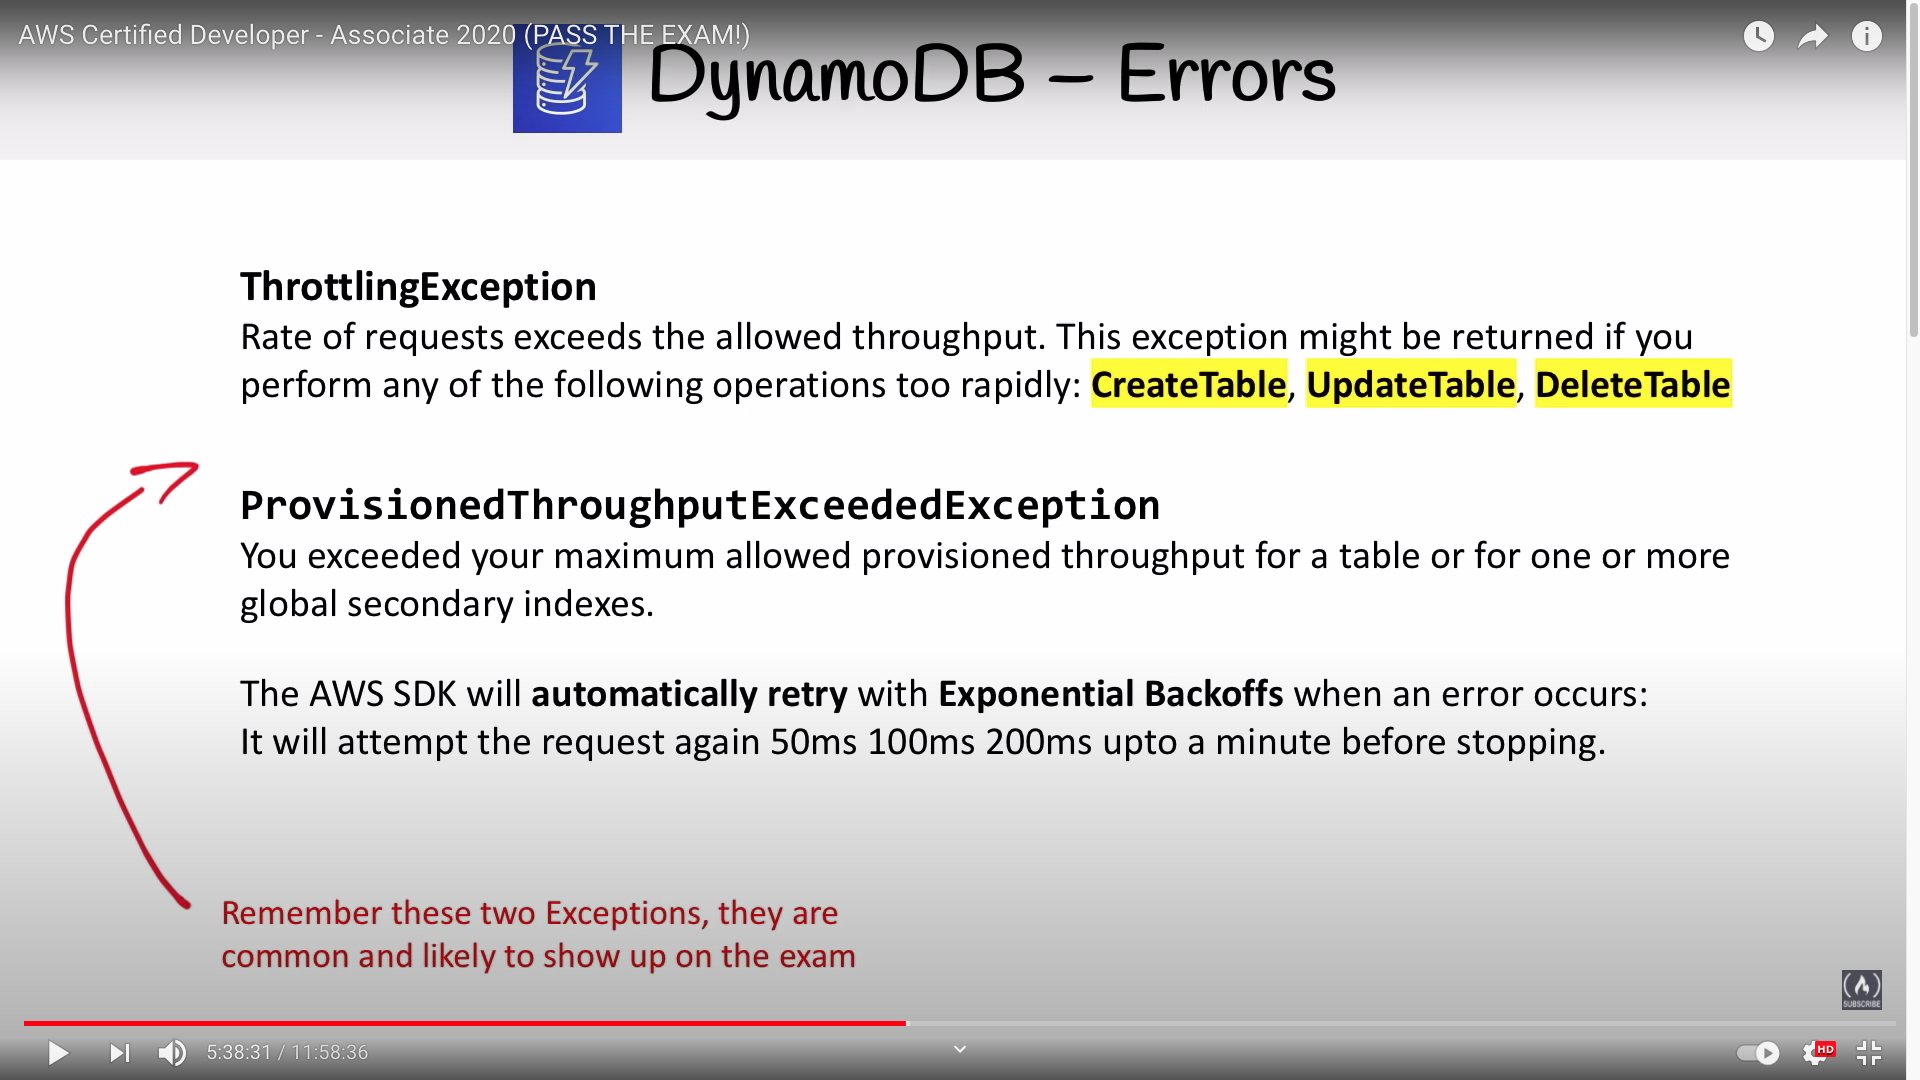 AWS Certified Developer - Associate 2020 (PASS THE EXAM!)
DynamoDB – Errors
ThrottlingException
Rate of requests exceeds the allowed throughput. This exception might be returned if you
perform any of the following operations too rapidly: CreateTable, UpdateTable, DeleteTable
ProvisionedThroughputExceededException
You exceeded your maximum allowed provisioned throughput for a table or for one or more
global secondary indexes.
The AWS SDK will automatically retry with Exponential Backoffs when an error occurs:
It will attempt the request again 50ms 100ms 200ms upto a minute before stopping.
Remember these two Exceptions, they are
common and likely to show up on the exam
SUBSCRIBE
5:38:31 / 11:58:36
HD